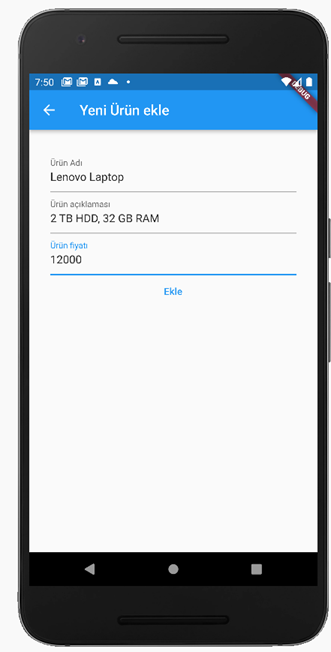 7:50
DEBUG
Yeni Ürün ekle
Ürün Adı
Lenovo Laptop
Ürün açıklaması
2 TB HDD, 32 GB RAM
Ürün fiyatı
12000
Ekle